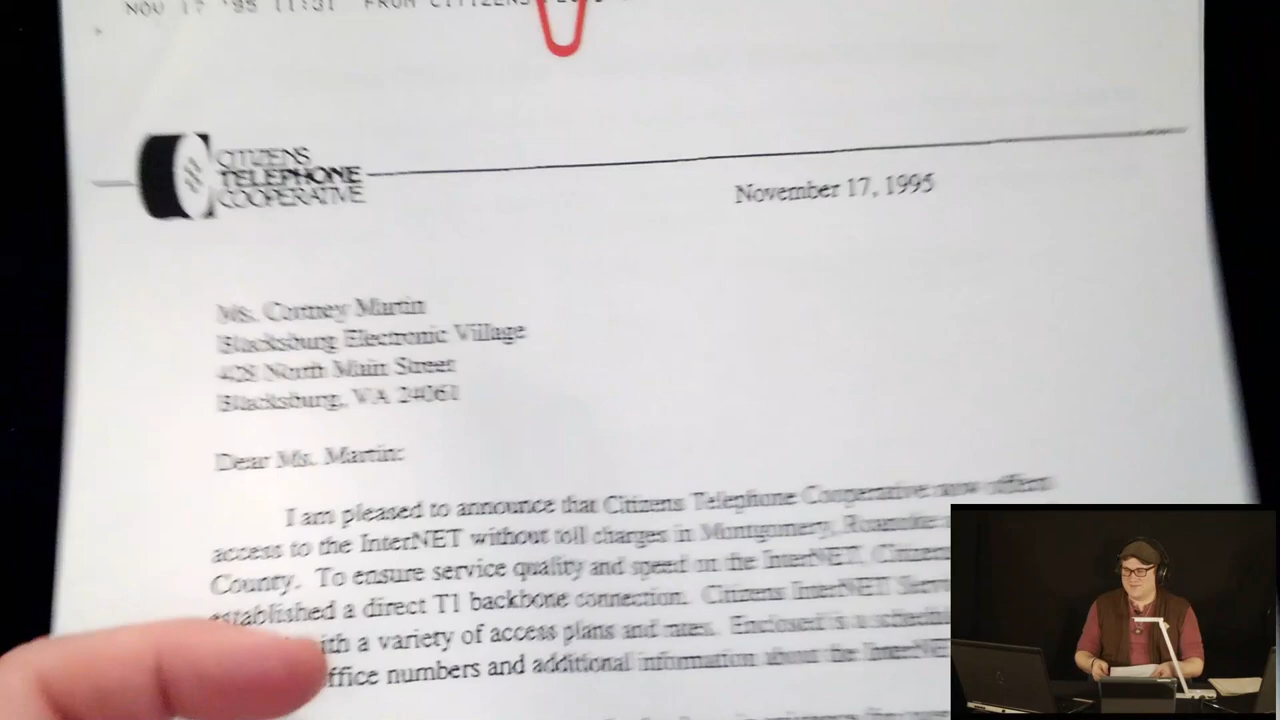 NOV 17 '95 11:31 FROM CITIZENS
CITIZENS
TELEPHONE
COOPERATIVE
November 17, 1995
Ms. Cortney Martin
Blacksburg Electronic Village
428 North Main Street
Blacksburg, VA 24061
Dear Ms. Martin:
I am pleased to announce that Citizens Telephone Cooperative now offers
access to the InterNET without toll charges in Montgomery, Roanoke
County. To ensure service quality and speed on the InterNET, Citizens
established a direct T1 backbone connection. Citizens InterNET
with a variety of access plans and rates. Enclosed is a
office numbers and additional information about the